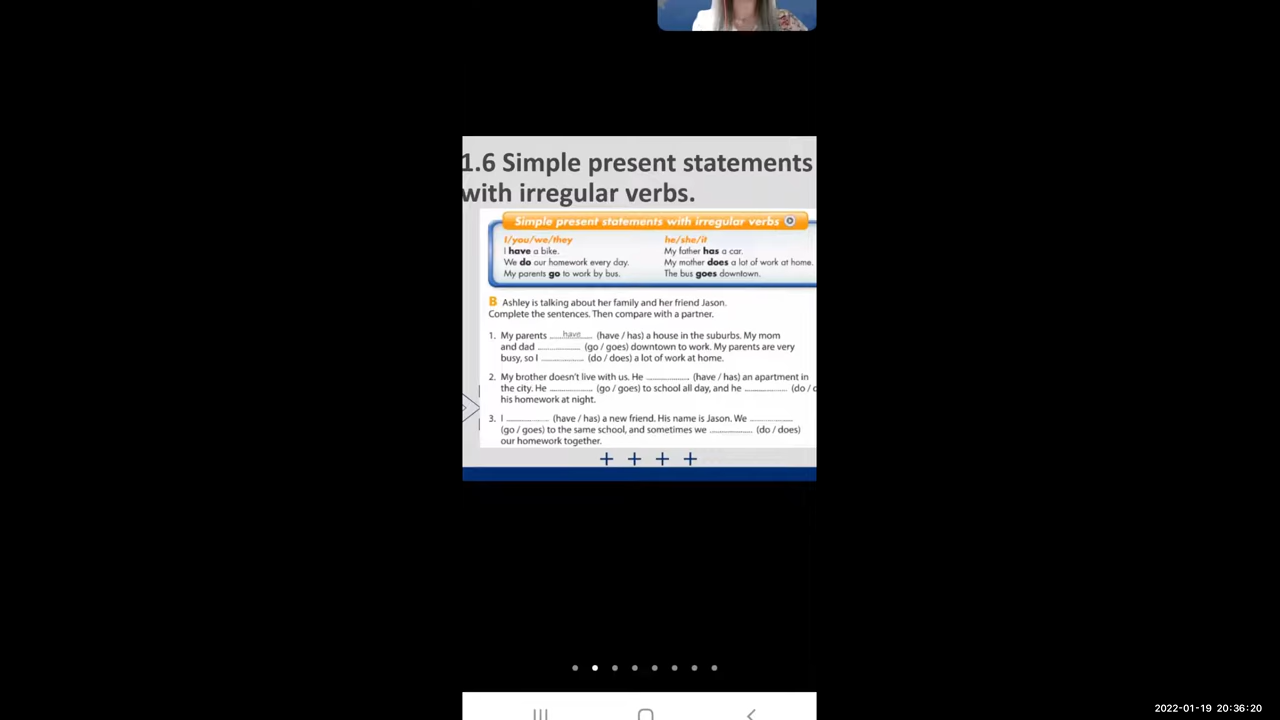 1.6 Simple present statements
with irregular verbs.
Simple present statements with irregular verbs
I/you/we/they
I have a bike.
We do our homework every day.
My parents go to work by bus.
he/she/it
My father has a car.
My mother does a lot of work at home.
The bus goes downtown.
B Ashley is talking about her family and her friend Jason.
Complete the sentences. Then compare with a partner.
1. My parents ...have... (have / has) a house in the suburbs. My mom
and dad .............. (go / goes) downtown to work. My parents are very
busy, so I .............. (do / does) a lot of work at home.
2. My brother doesn't live with us. He .............. (have / has) an apartment in
the city. He .............. (go / goes) to school all day, and he .............. (do /
his homework at night.
3. I .............. (have / has) a new friend. His name is Jason. We ..............
(go / goes) to the same school, and sometimes we .............. (do / does)
our homework together.
+ + + +
2022-01-19 20:36:20